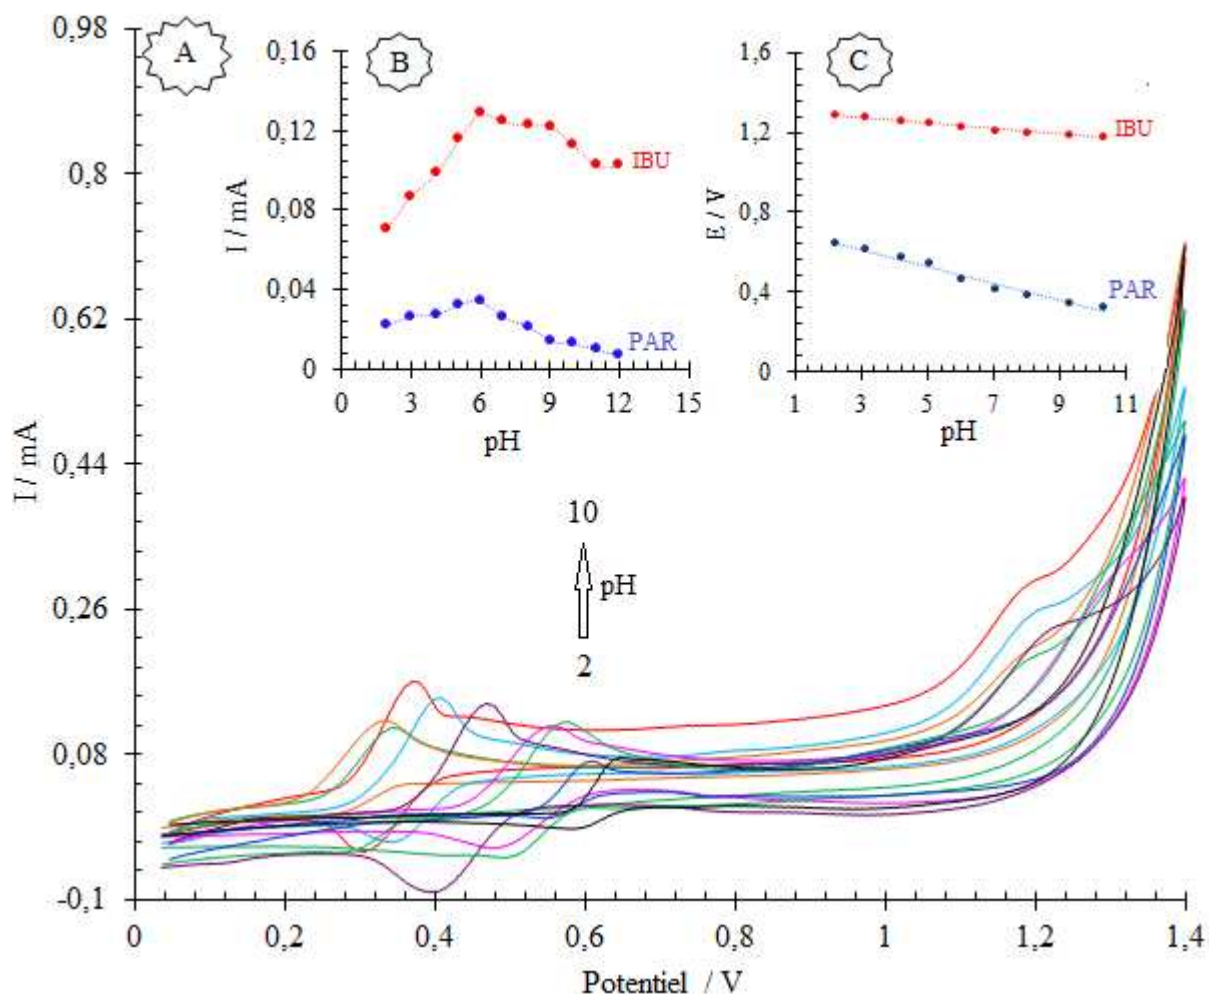 A
0,98
0,8
0,62
0,44
0,26
0,08
-0,1
I / mA
0
0,2
0,4
0,6
0,8
1
1,2
1,4
Potentiel / V
10
pH
2
B
0,16
0,12
0,08
0,04
0
I / mA
IBU
PAR
0
3
6
9
12
15
pH
C
1,6
1,2
0,8
0,4
0
E / V
IBU
PAR
1
3
5
7
9
11
pH